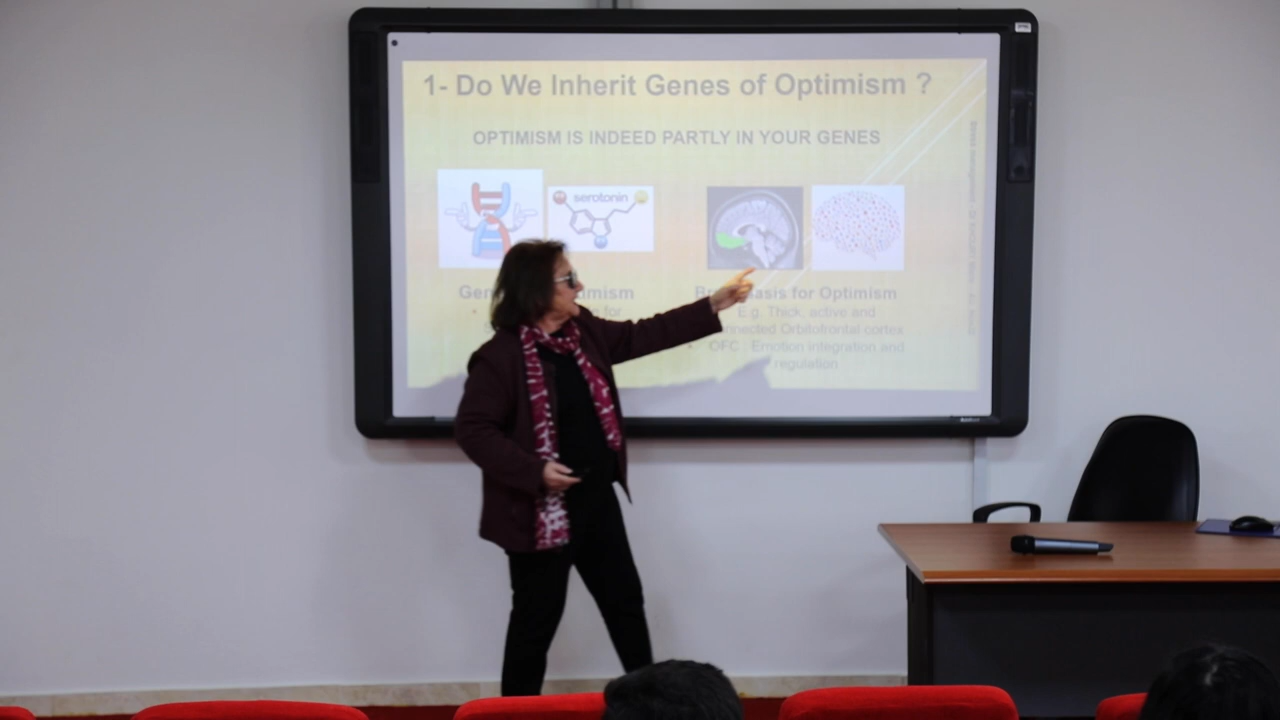 1- Do We Inherit Genes of Optimism ?
OPTIMISM IS INDEED PARTLY IN YOUR GENES
serotonin
for
Basis for Optimism
E.g. Thick, active and
Orbitofrontal cortex
• OFC : Emotion integration and
regulation